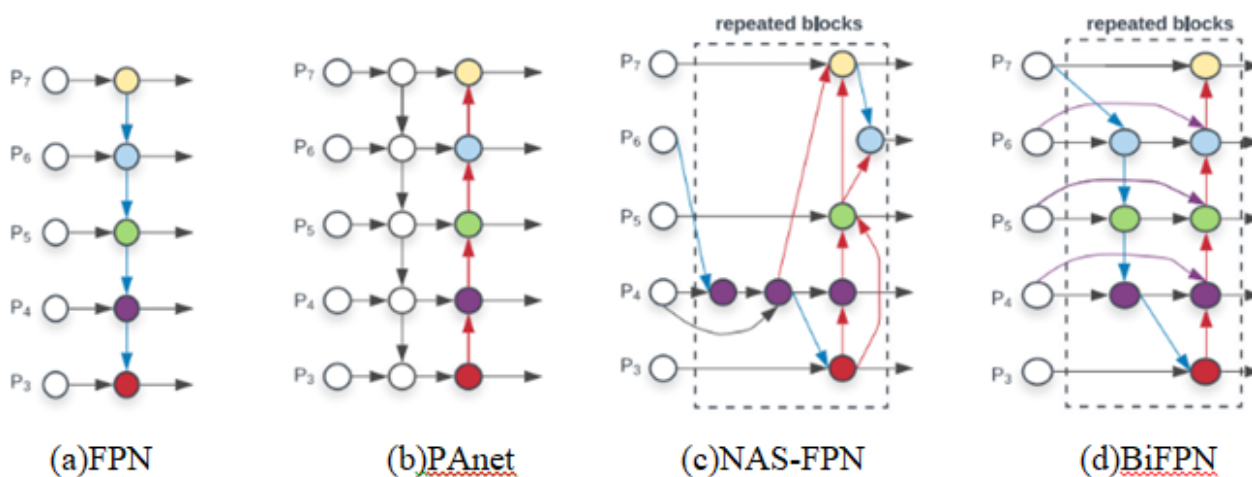 repeated blocks
repeated blocks
P7
P6
P5
P4
P3
P7
P6
P5
P4
P3
P7
P6
P5
P4
P3
P7
P6
P5
P4
P3
(a)FPN
(b)PAnet
(c)NAS-FPN
(d)BiFPN